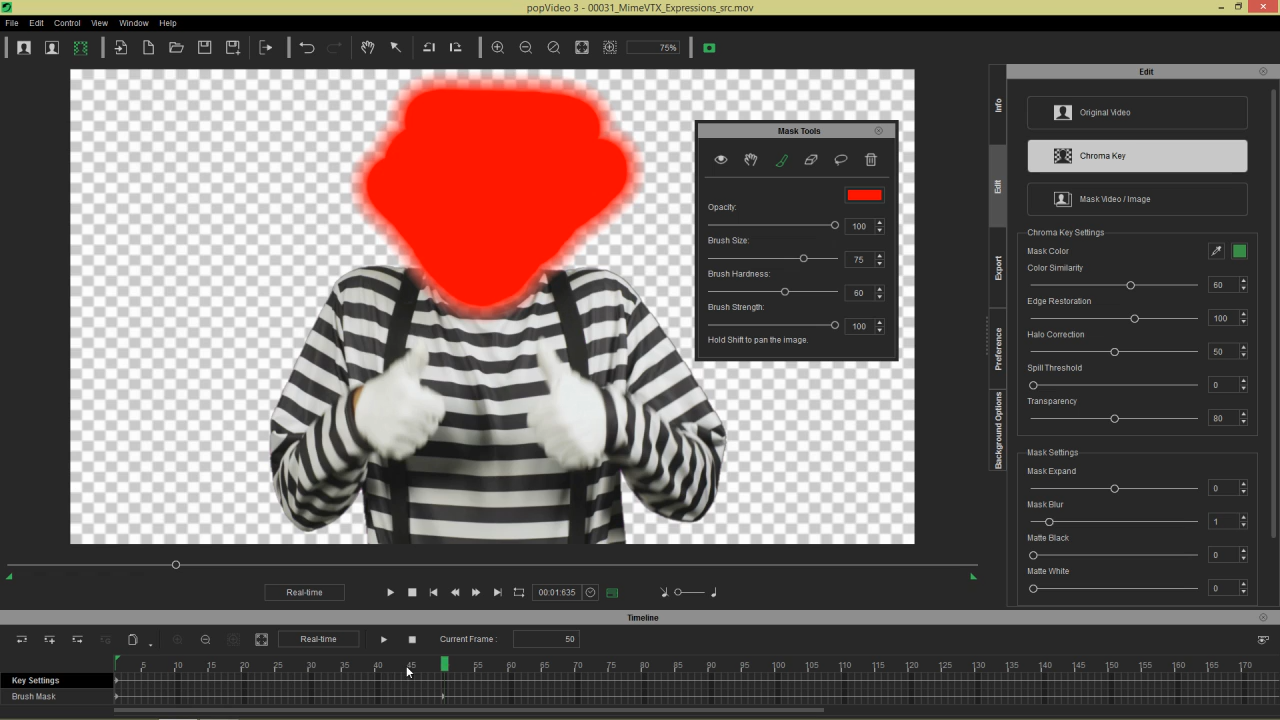 popVideo 3 - 00031_MimeVTX_Expressions_src.mov
File Edit Control View Window Help
75%
Edit
Info
Edit
Export
Preference
Background Options
Original Video
Chroma Key
Mask Video / Image
Chroma Key Settings
Mask Color
Color Similarity
60
Edge Restoration
100
Halo Correction
50
Spill Threshold
0
Transparency
80
Mask Settings
Mask Expand
0
Mask Blur
1
Matte Black
0
Matte White
0
Mask Tools
Opacity:
100
Brush Size:
75
Brush Hardness:
60
Brush Strength:
100
Hold Shift to pan the image.
Real-time
00:01:635
Timeline
Real-time
Current Frame : 50
5 10 15 20 25 30 35 40 45 55 60 65 70 75 80 85 90 95 100 105 110 115 120 125 130 135 140 145 150 155 160 165 170
Key Settings
Brush Mask